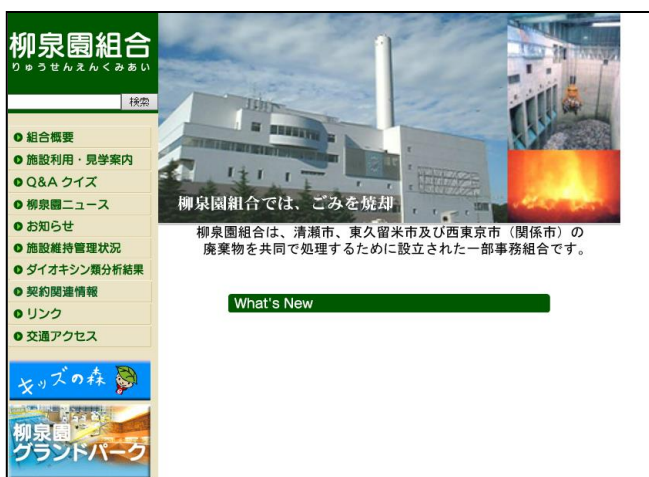 柳泉園組合
りゅうせんえんくみあい
検索
組合概要
施設利用・見学案内
Q&A クイズ
柳泉園ニュース
お知らせ
施設維持管理状況
ダイオキシン類分析結果
契約関連情報
リンク
交通アクセス
キッズの森
柳泉園
グランドパーク
柳泉園組合では、ごみを焼却
柳泉園組合は、清瀬市、東久留米市及び西東京市（関係市）の
廃棄物を共同で処理するために設立された一部事務組合です。
What's New